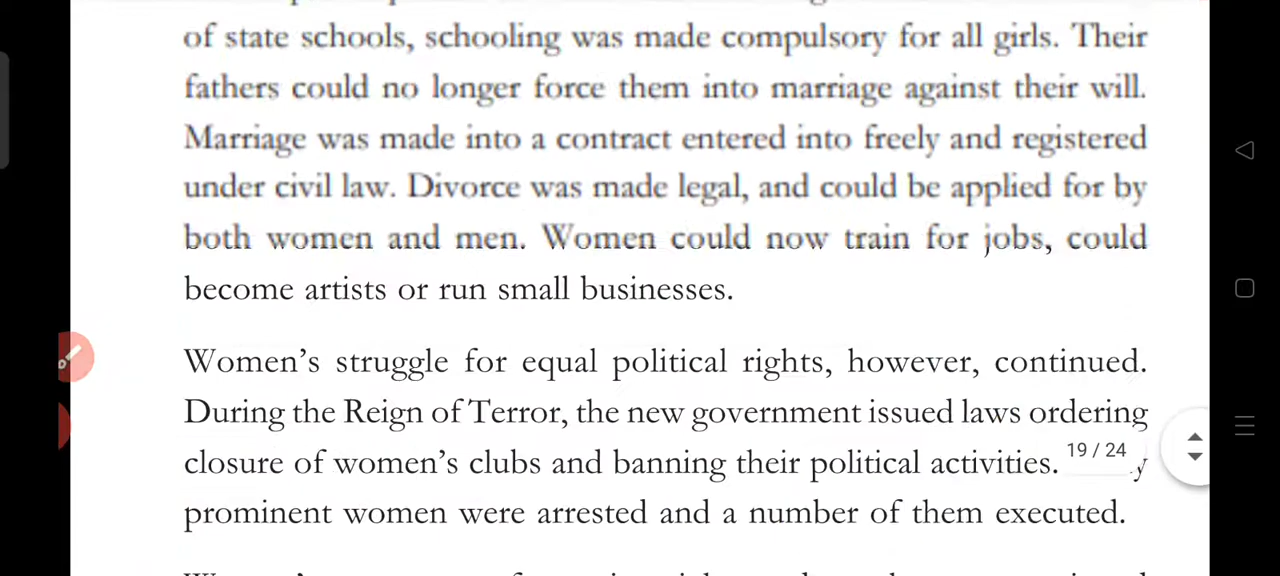 of state schools, schooling was made compulsory for all girls. Their
fathers could no longer force them into marriage against their will.
Marriage was made into a contract entered into freely and registered
under civil law. Divorce was made legal, and could be applied for by
both women and men. Women could now train for jobs, could
become artists or run small businesses.
Women's struggle for equal political rights, however, continued.
During the Reign of Terror, the new government issued laws ordering
closure of women's clubs and banning their political activities.
19 / 24
prominent women were arrested and a number of them executed.